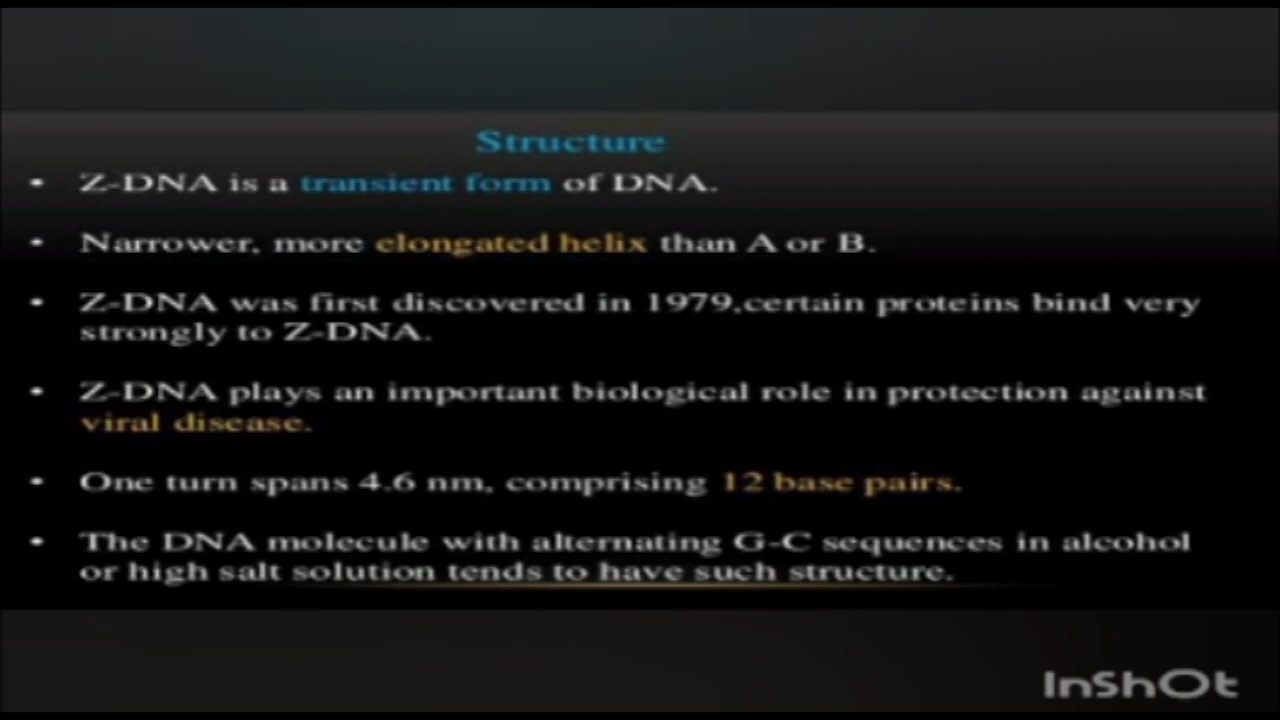 Structure
• Z-DNA is a transient form of DNA.
• Narrower, more elongated helix than A or B.
• Z-DNA was first discovered in 1979,certain proteins bind very
strongly to Z-DNA.
• Z-DNA plays an important biological role in protection against
viral disease.
• One turn spans 4.6 nm, comprising 12 base pairs.
• The DNA molecule with alternating G-C sequences in alcohol
or high salt solution tends to have such structure.
InShOt